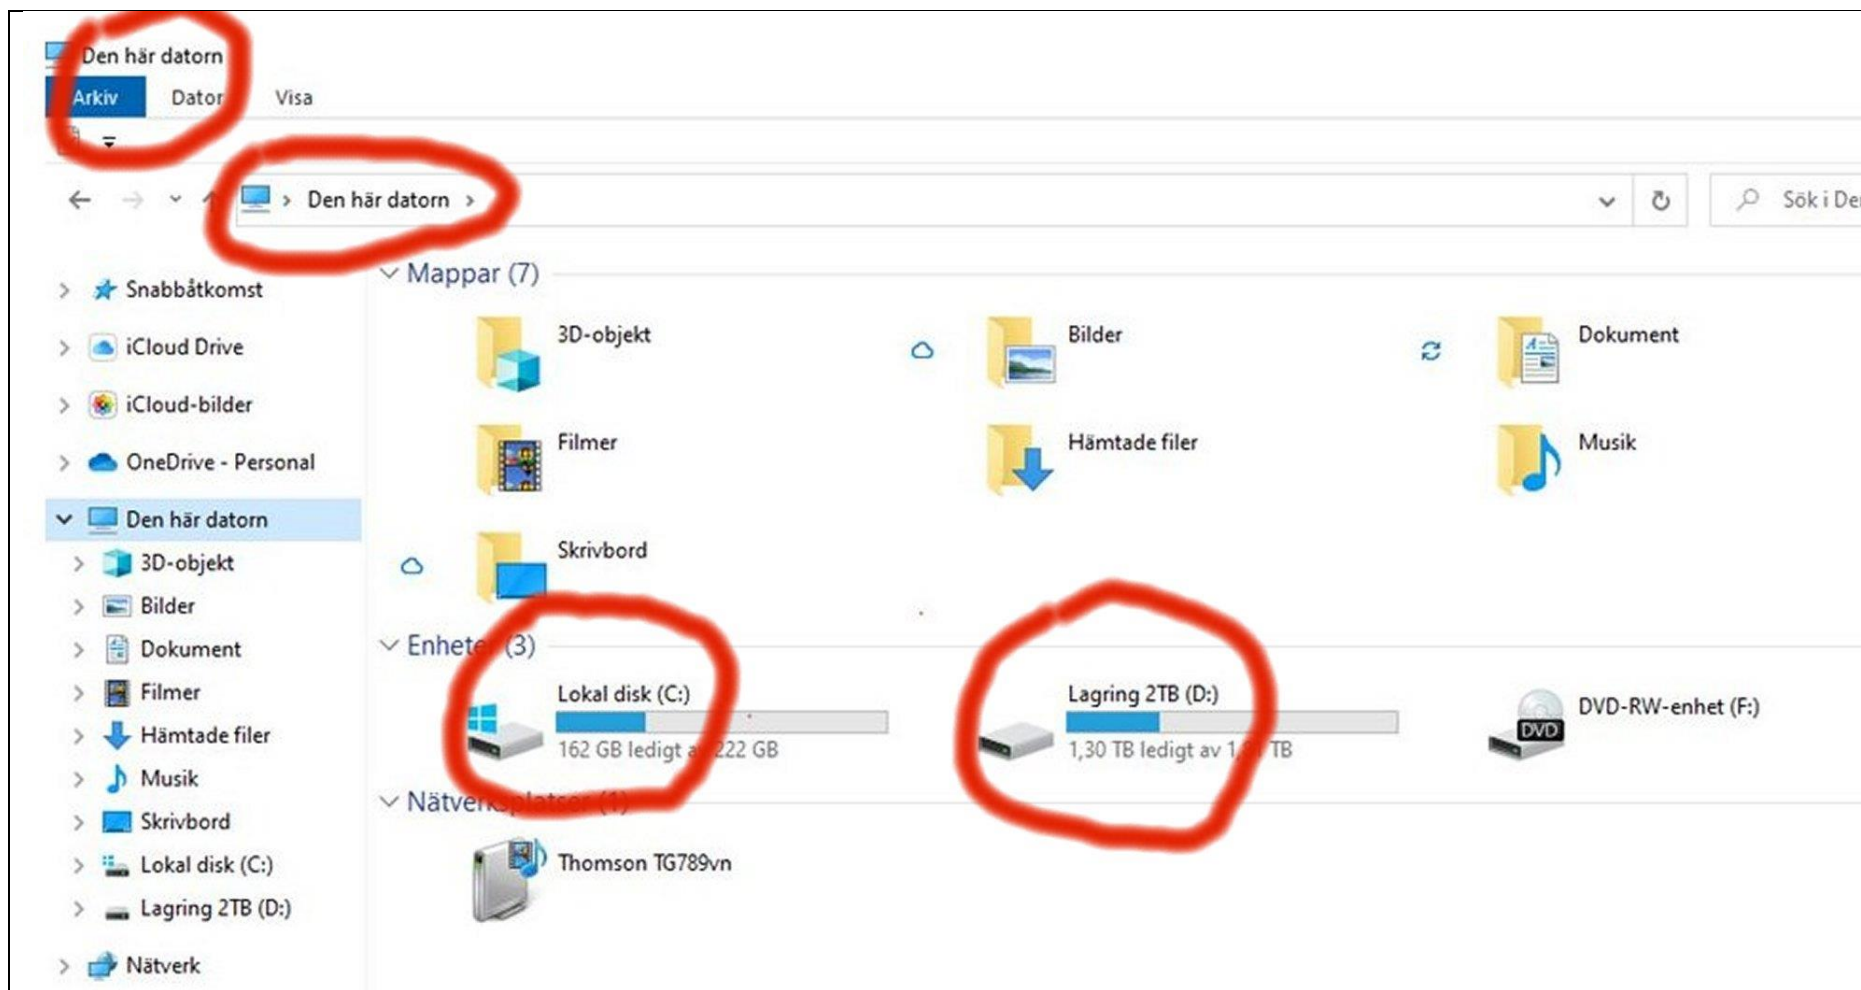 Den här datorn
Arkiv Dator Visa
Den här datorn Sök i De
Snabbåtkomst
iCloud Drive
iCloud-bilder
OneDrive - Personal
Den här datorn
3D-objekt
Bilder
Dokument
Filmer
Hämtade filer
Musik
Skrivbord
Lokal disk (C:)
Lagring 2TB (D:)
Nätverk
Mappar (7)
3D-objekt Bilder Dokument
Filmer Hämtade filer Musik
Skrivbord
Enheter (3)
Lokal disk (C:) Lagring 2TB (D:) DVD-RW-enhet (F:)
DVD
162 GB ledigt av 222 GB 1,30 TB ledigt av TB
Nätverksplatser (1)
Thomson TG789vn